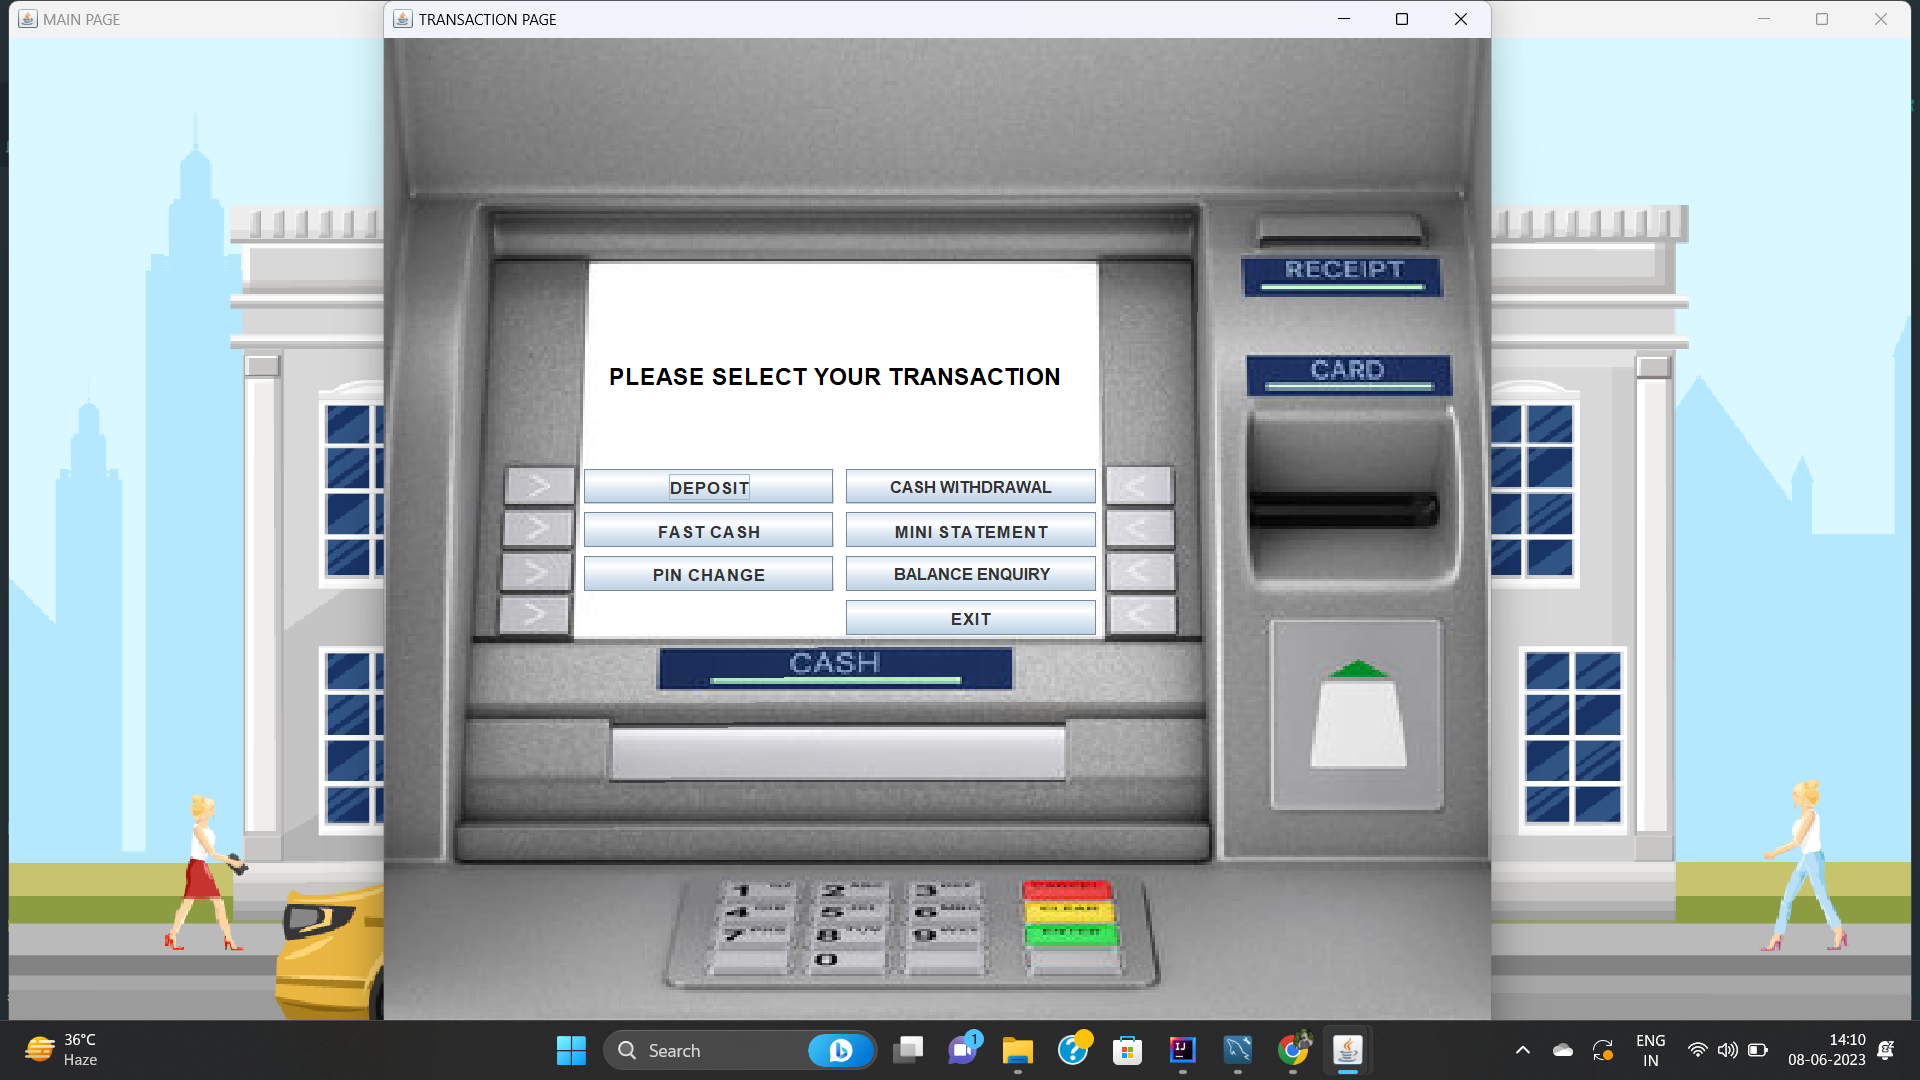 MAIN PAGE
TRANSACTION PAGE
RECEIPT
CARD
PLEASE SELECT YOUR TRANSACTION
DEPOSIT
CASH WITHDRAWAL
FAST CASH
MINI STATEMENT
PIN CHANGE
BALANCE ENQUIRY
EXIT
CASH
1
2
3
4
5
6
7
8
9
0
36°C
Haze
Search
1
ENG
IN
14:10
08-06-2023